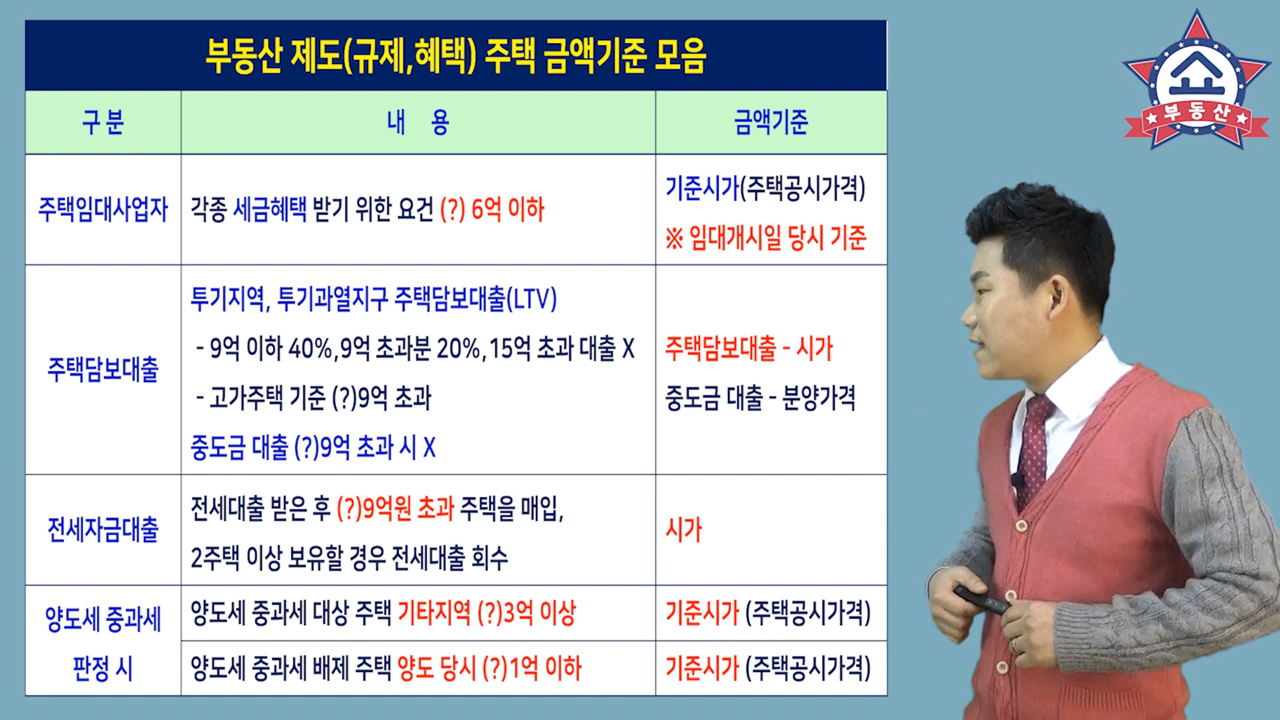 부동산 제도(규제,혜택) 주택 금액기준 모음
구 분
내 용
금액기준
주택임대사업자
각종 세금혜택 받기 위한 요건 (?) 6억 이하
기준시가(주택공시가격)
※ 임대개시일 당시 기준
주택담보대출
투기지역, 투기과열지구 주택담보대출(LTV)
- 9억 이하 40%,9억 초과분 20%,15억 초과 대출 X
- 고가주택 기준 (?)9억 초과
중도금 대출 (?)9억 초과 시 X
주택담보대출 - 시가
중도금 대출 - 분양가격
전세자금대출
전세대출 받은 후 (?)9억원 초과 주택을 매입,
2주택 이상 보유할 경우 전세대출 회수
시가
양도세 중과세
판정 시
양도세 중과세 대상 주택 기타지역 (?)3억 이상
기준시가 (주택공시가격)
양도세 중과세 배제 주택 양도 당시 (?)1억 이하
기준시가 (주택공시가격)
쇼
부동산